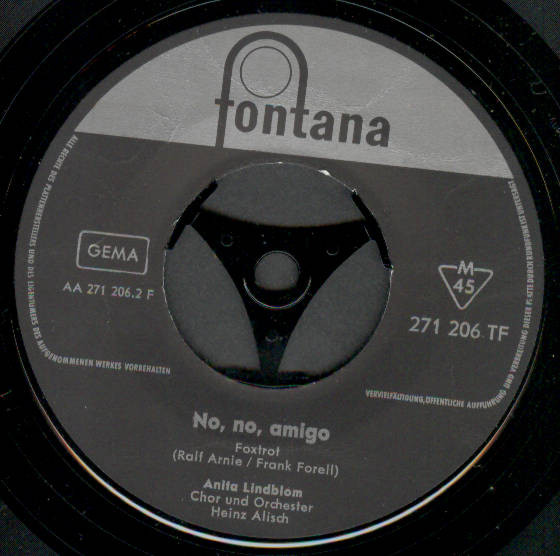 fontana
GEMA
AA 271 206.2 F
M
45
271 206 TF
No, no, amigo
Foxtrot
(Ralf Arnie / Frank Forell)
Anita Lindblom
Chor und Orchester
Heinz Alisch
ALLE RECHTE DES PLATTENHERSTELLERS UND DES EIGENTÜMERS DES AUFGENOMMENEN WERKES VORBEHALTEN
VERVIELFÄLTIGUNG, ÖFFENTLICHE AUFFÜHRUNG UND VERBREITUNG DIESER PLATTE DURCH RUNDFUNK UNTERSAGT